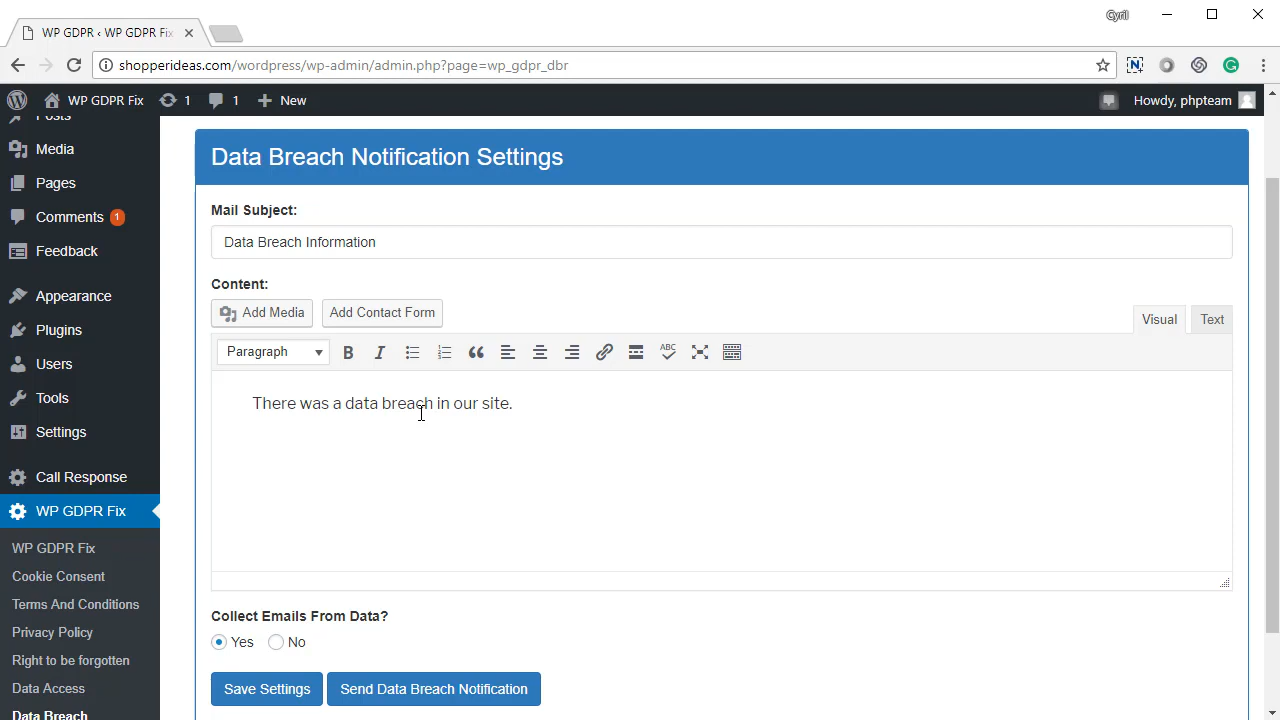 Cyril
WP GDPR ‹ WP GDPR Fix
shopperideas.com/wordpress/wp-admin/admin.php?page=wp_gdpr_dbr
WP GDPR Fix 1 1 New Howdy, phpteam
Posts
Media
Pages
Comments 1
Feedback
Appearance
Plugins
Users
Tools
Settings
Call Response
WP GDPR Fix
WP GDPR Fix
Cookie Consent
Terms And Conditions
Privacy Policy
Right to be forgotten
Data Access
Data Breach
Data Breach Notification Settings
Mail Subject:
Data Breach Information
Content:
Add Media Add Contact Form
Visual Text
Paragraph B I ABC
There was a data breach in our site.
Collect Emails From Data?
Yes No
Save Settings Send Data Breach Notification